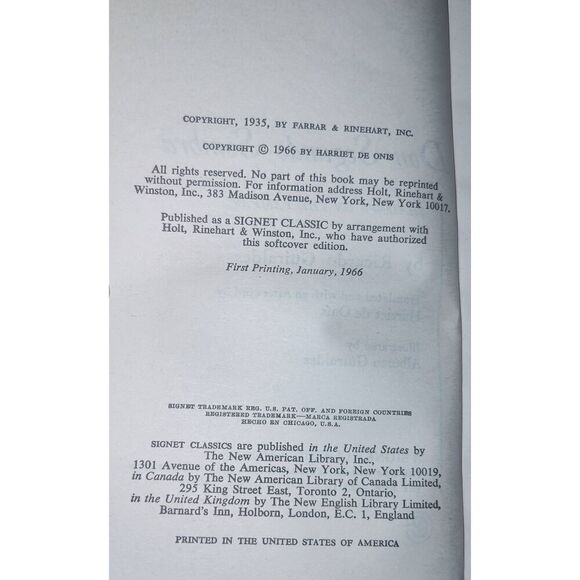 COPYRIGHT, 1935, BY FARRAR & RINEHART, INC.
COPYRIGHT © 1966 BY HARRIET DE ONIS
All rights reserved. No part of this book may be reprinted
without permission. For information address Holt, Rinehart &
Winston, Inc., 383 Madison Avenue, New York, New York 10017.
Published as a SIGNET CLASSIC by arrangement with
Holt, Rinehart & Winston, Inc., who have authorized
this softcover edition.
First Printing, January, 1966
SIGNET TRADEMARK REG. U.S. PAT. OFF. AND FOREIGN COUNTRIES
REGISTERED TRADEMARK—MARCA REGISTRADA
HECHO EN CHICAGO, U.S.A.
SIGNET CLASSICS are published in the United States by
The New American Library, Inc.,
1301 Avenue of the Americas, New York, New York 10019,
in Canada by The New American Library of Canada Limited,
295 King Street East, Toronto 2, Ontario,
in the United Kingdom by The New English Library Limited,
Barnard's Inn, Holborn, London, E.C. 1, England
PRINTED IN THE UNITED STATES OF AMERICA